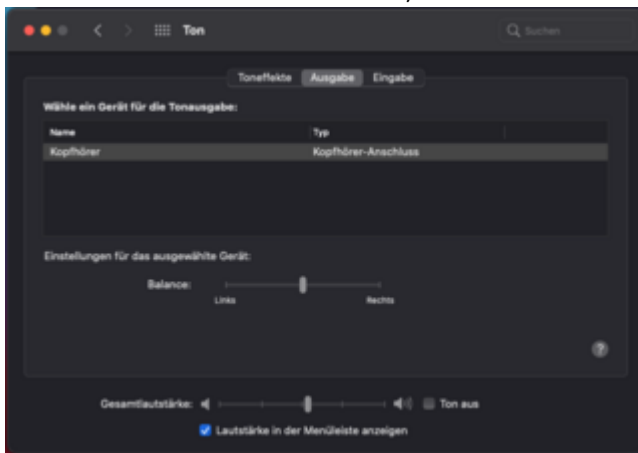 Ton
Suchen
Toneffekte Ausgabe Eingabe
Wähle ein Gerät für die Tonausgabe:
Name Typ
Kopfhörer Kopfhörer-Anschluss
Einstellungen für das ausgewählte Gerät:
Balance:
Links Rechts
?
Gesamtlautstärke: Ton aus
Lautstärke in der Menüleiste anzeigen